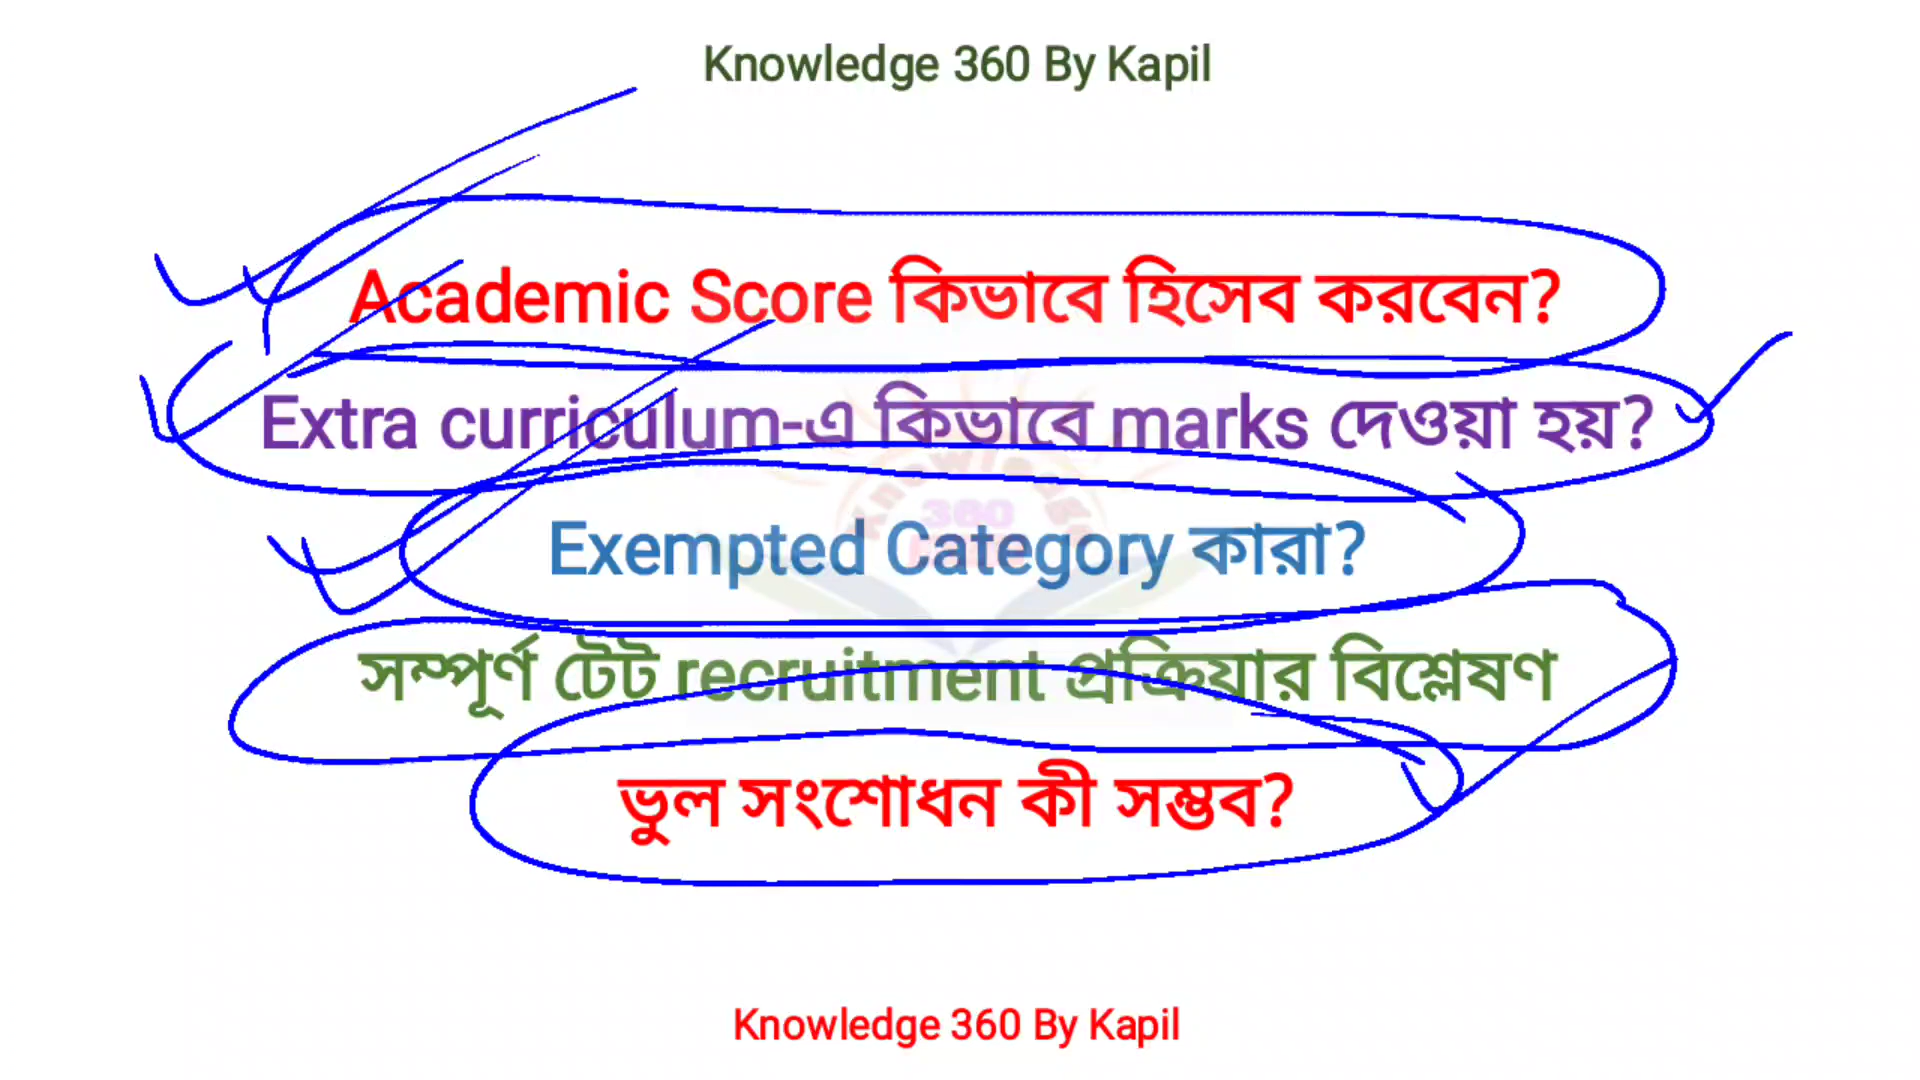 Knowledge 360 By Kapil
Academic Score কিভাবে হিসেব করবেন?
Extra curriculum-এ কিভাবে marks দেওয়া হয়?
Exempted Category কারা?
সম্পূর্ণ টেট recruitment প্রক্রিয়ার বিশ্লেষণ
ভুল সংশোধন কী সম্ভব?
Knowledge 360 By Kapil